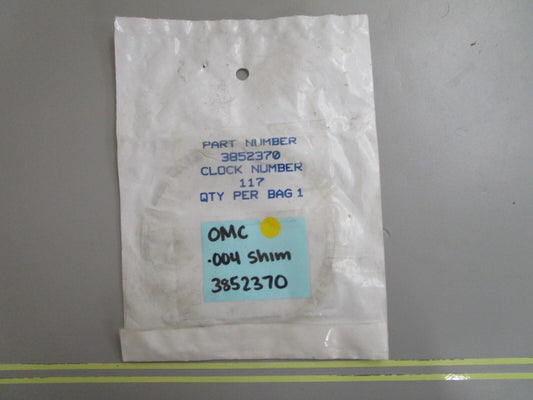 PART NUMBER
3852370
CLOCK NUMBER
117
QTY PER BAG 1
OMC
.004 Shim
3852370